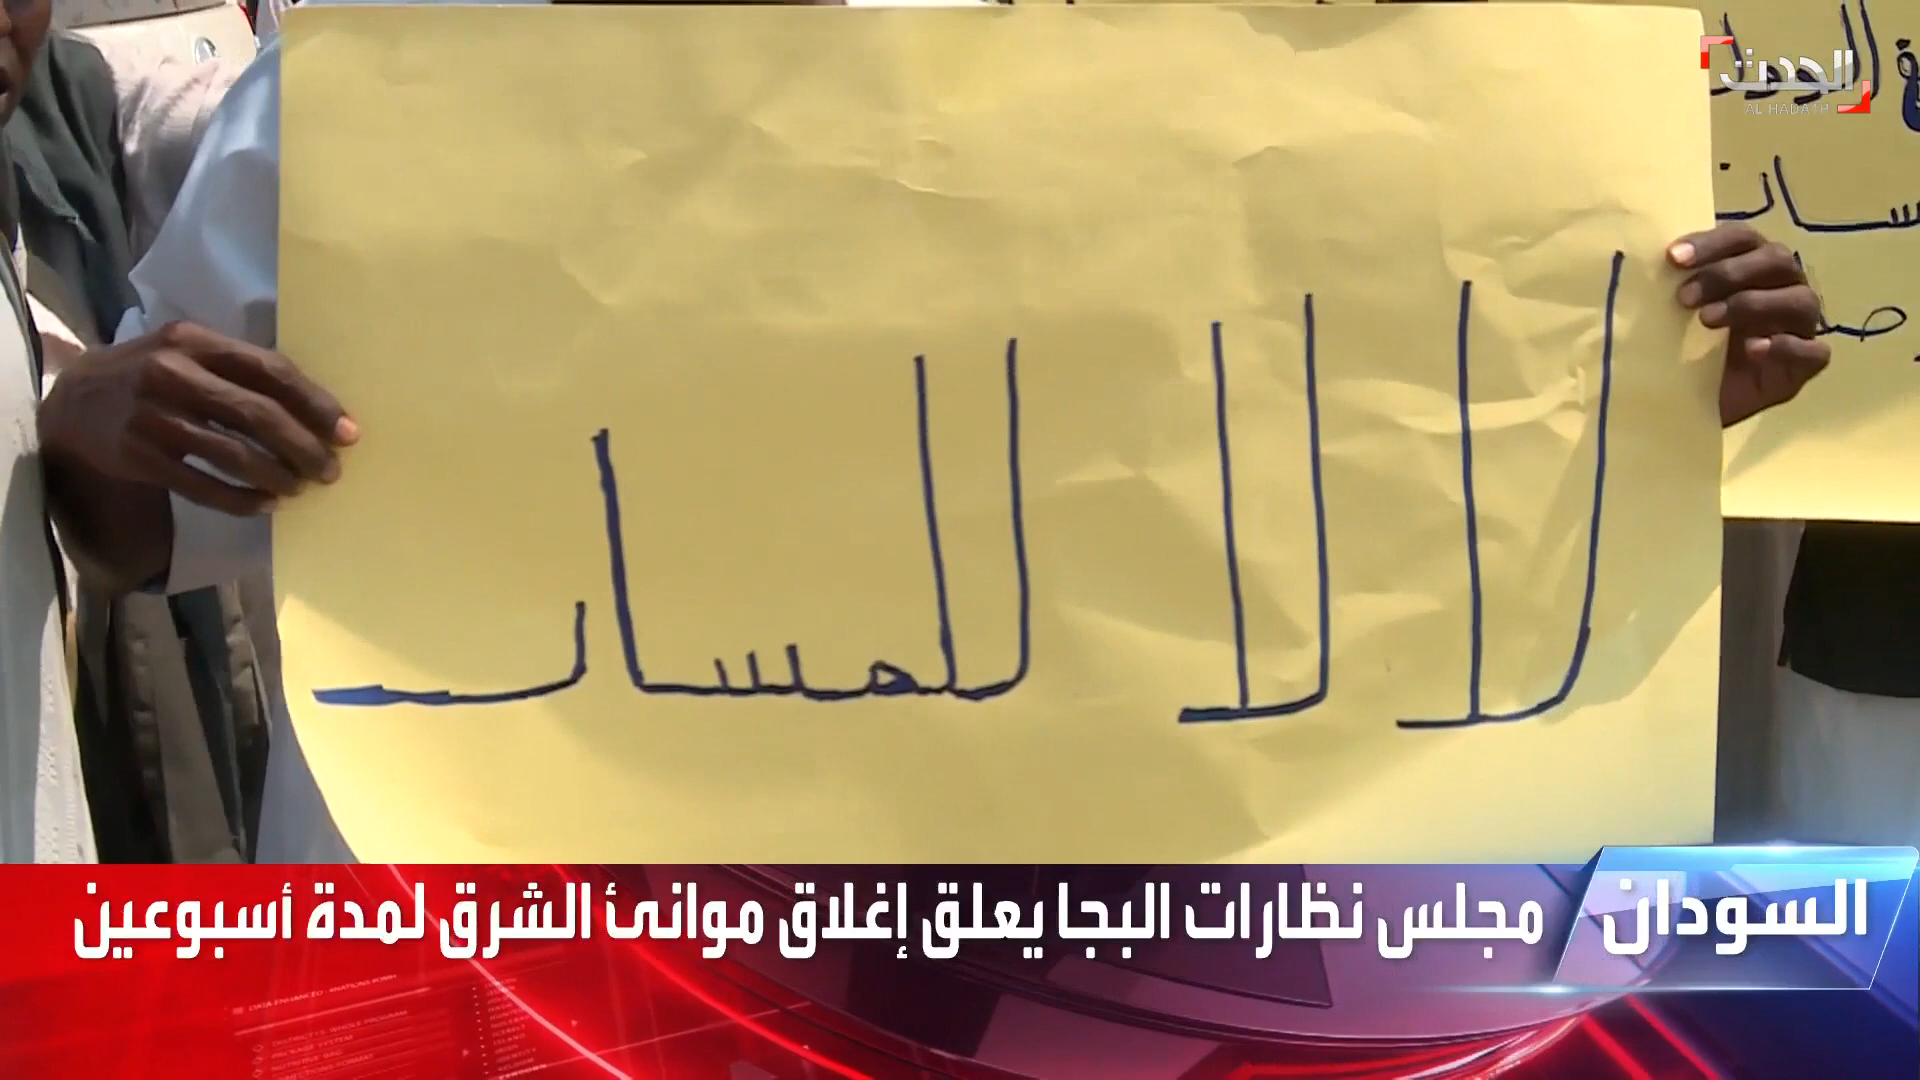 الحدث
AL HADATH
لا لا للمسار
السودان
مجلس نظارات البجا يعلق إغلاق موانئ الشرق لمدة أسبوعين